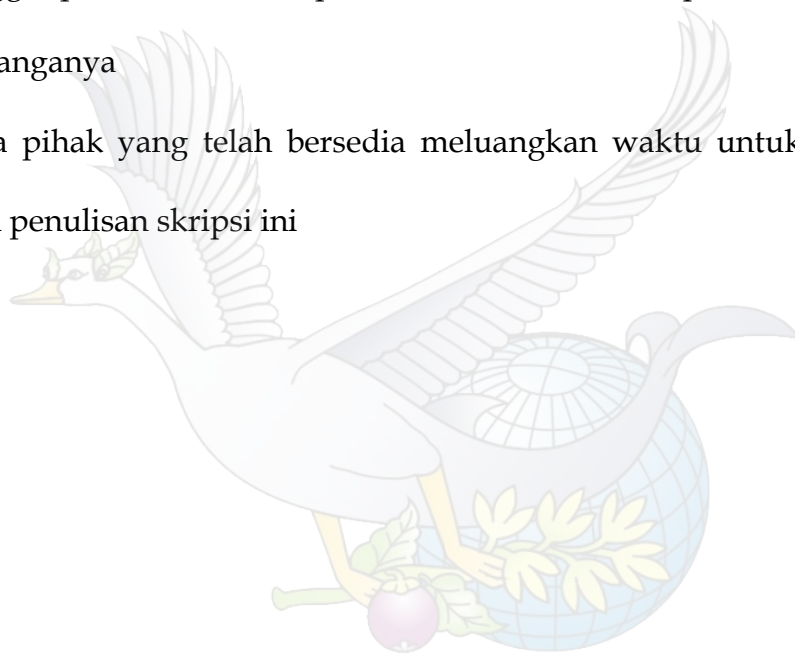 anganya
a pihak yang telah bersedia meluangkan waktu untuk
penulisan skripsi ini